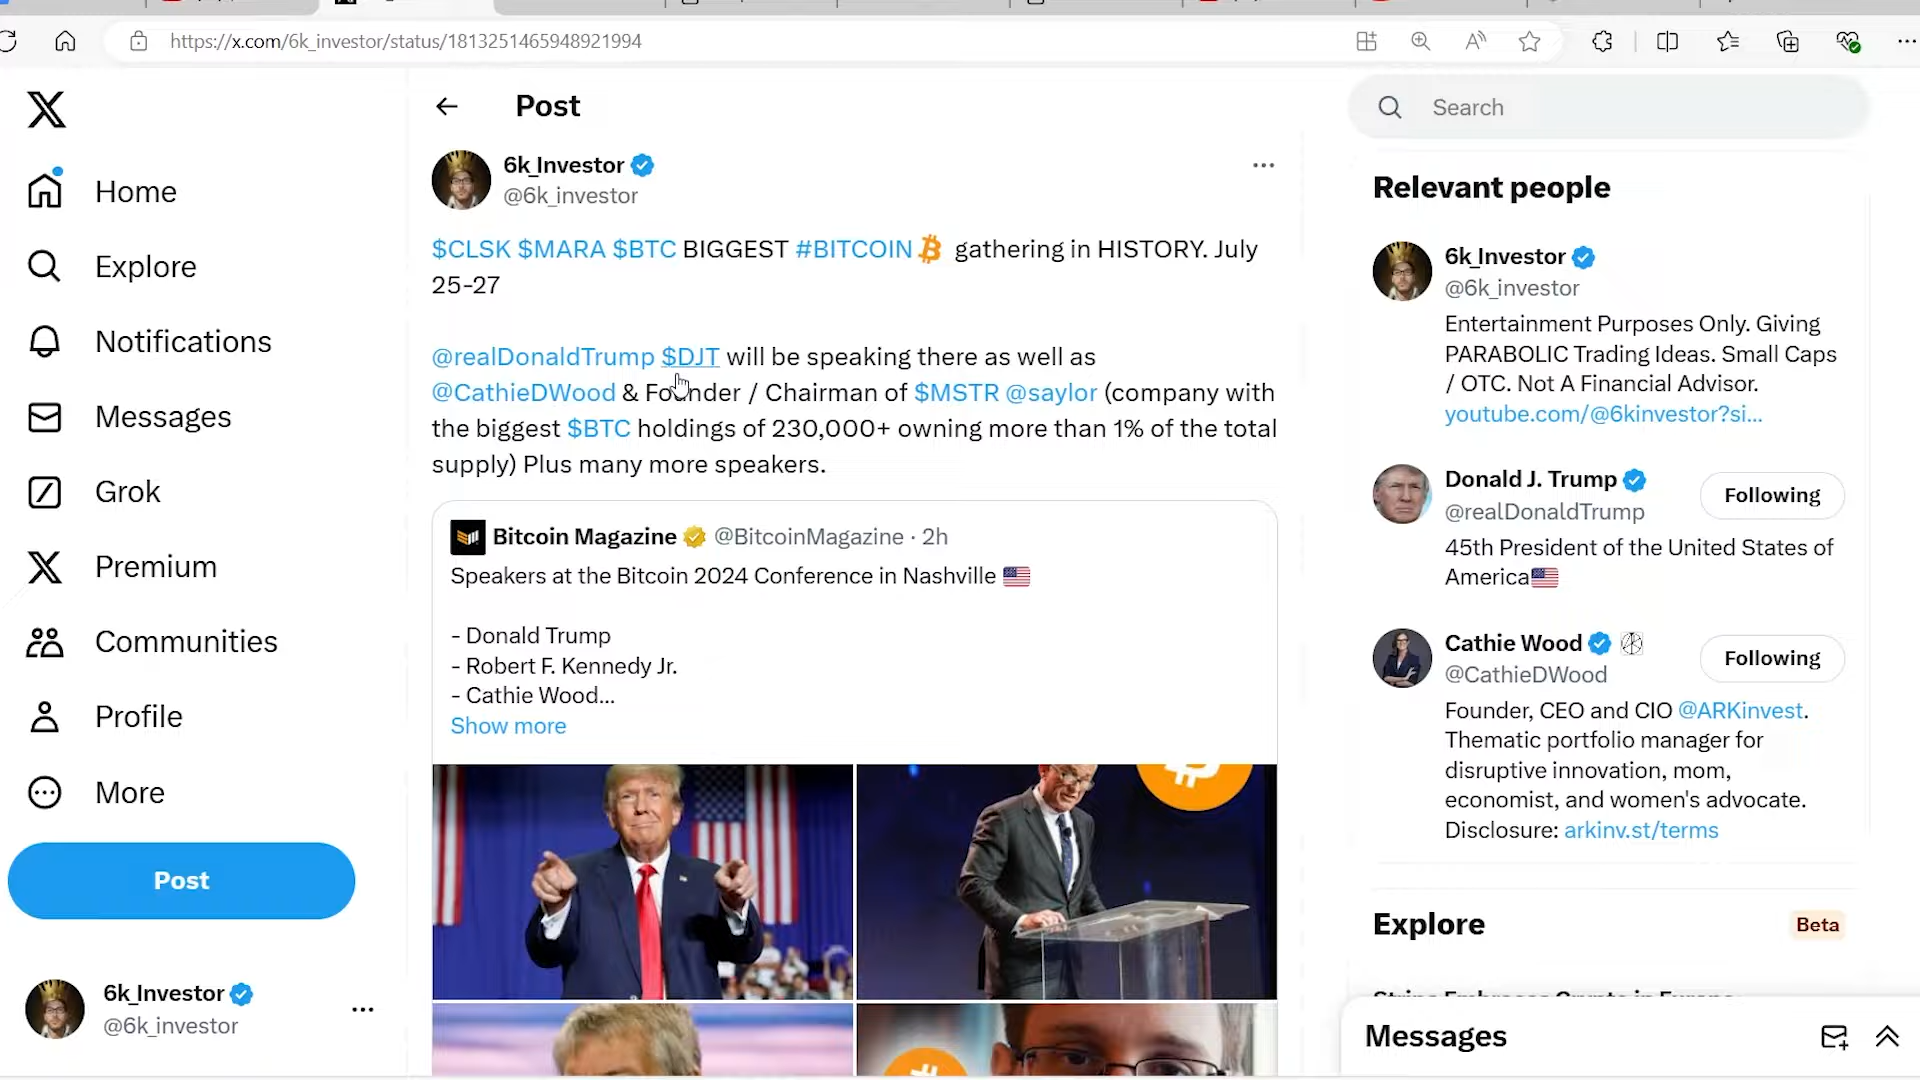 https://x.com/6k_investor/status/1813251465948921994
Home
Explore
Notifications
Messages
Grok
Premium
Communities
Profile
More
Post
6k_Investor
@6k_investor
Post
6k_Investor
@6k_investor
$CLSK $MARA $BTC BIGGEST #BITCOIN gathering in HISTORY. July
25-27
@realDonaldTrump $DJT will be speaking there as well as
@CathieDWood & Founder / Chairman of $MSTR @saylor (company with
the biggest $BTC holdings of 230,000+ owning more than 1% of the total
supply) Plus many more speakers.
Bitcoin Magazine @BitcoinMagazine · 2h
Speakers at the Bitcoin 2024 Conference in Nashville 🇺🇸
- Donald Trump
- Robert F. Kennedy Jr.
- Cathie Wood...
Show more
Search
Relevant people
6k_Investor
@6k_investor
Entertainment Purposes Only. Giving
PARABOLIC Trading Ideas. Small Caps
/ OTC. Not A Financial Advisor.
youtube.com/@6kinvestor?si...
Donald J. Trump
@realDonaldTrump
Following
45th President of the United States of
America🇺🇸
Cathie Wood
@CathieDWood
Following
Founder, CEO and CIO @ARKinvest.
Thematic portfolio manager for
disruptive innovation, mom,
economist, and women's advocate.
Disclosure: arkinv.st/terms
Explore
Beta
Messages